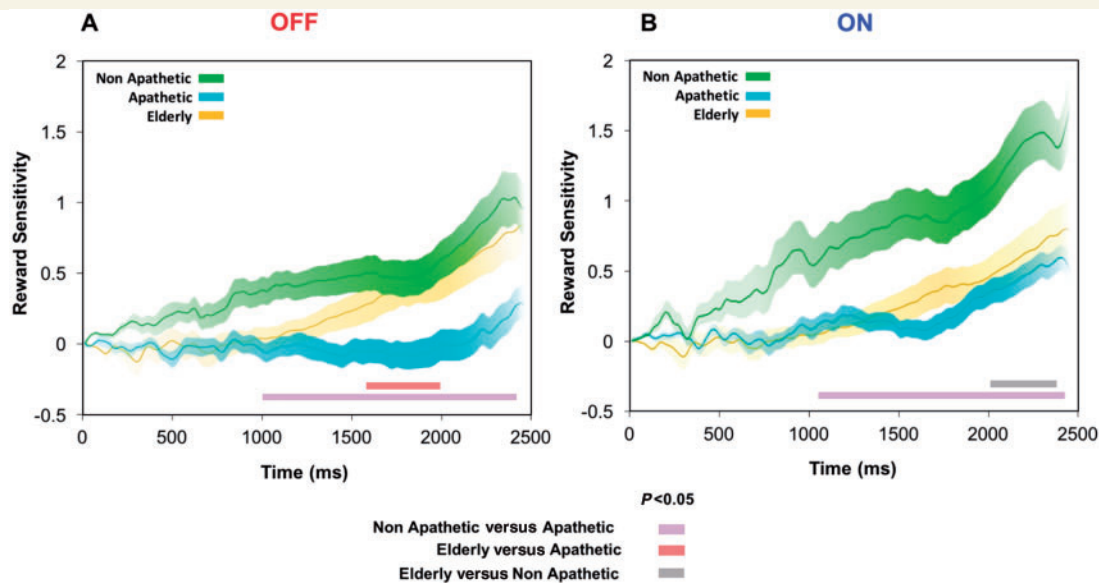 A OFF
2
1.5
1
0.5
0
-0.5
Reward Sensitivity
Non Apathetic
Apathetic
Elderly
0 500 1000 1500 2000 2500
Time (ms)
B ON
2
1.5
1
0.5
0
-0.5
Reward Sensitivity
Non Apathetic
Apathetic
Elderly
0 500 1000 1500 2000 2500
Time (ms)
P<0.05
Non Apathetic versus Apathetic
Elderly versus Apathetic
Elderly versus Non Apathetic